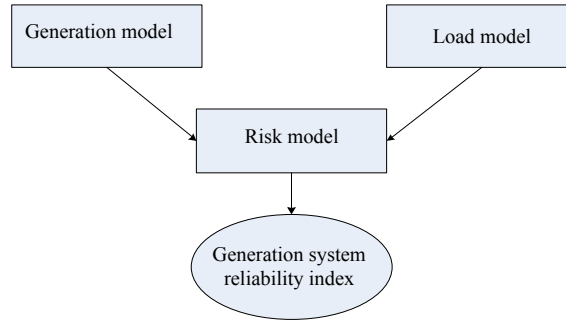 Generation model
Load model
Risk model
Generation system
reliability index